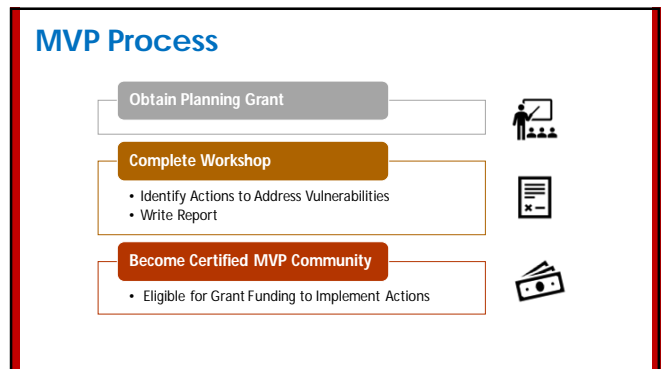 MVP Process
Obtain Planning Grant
Complete Workshop
• Identify Actions to Address Vulnerabilities
• Write Report
Become Certified MVP Community
• Eligible for Grant Funding to Implement Actions